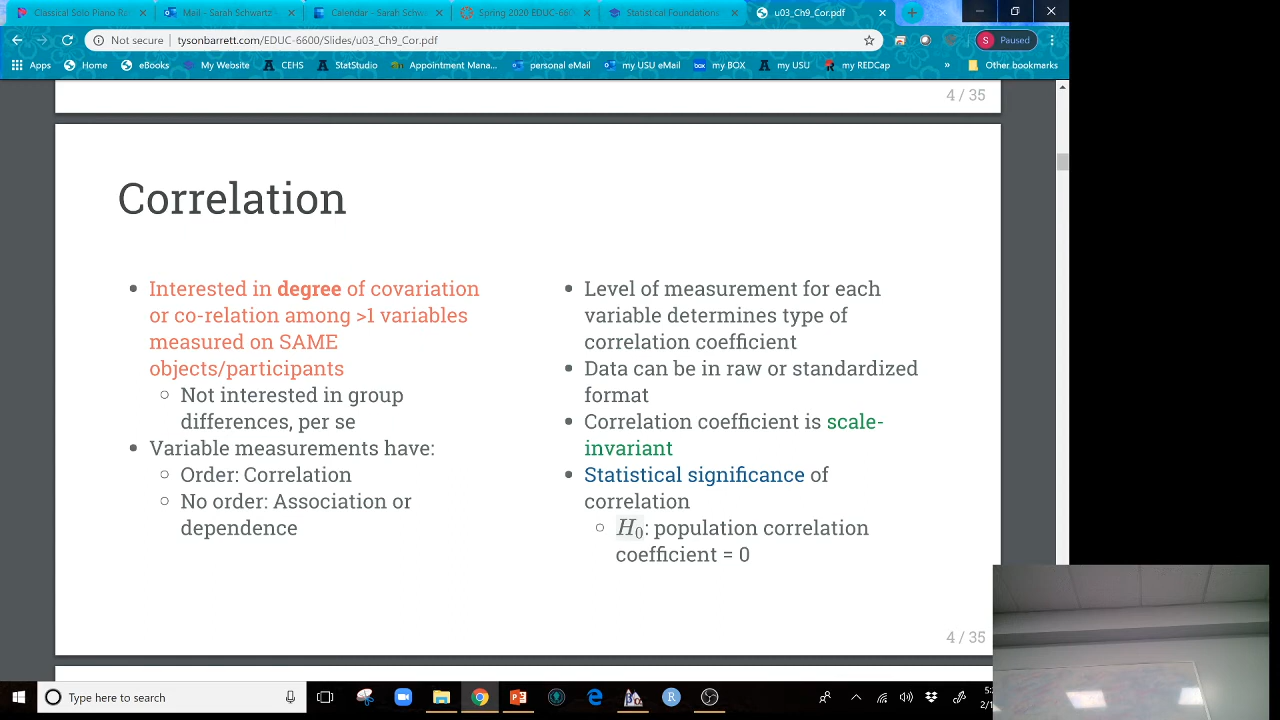 Classical Solo Piano Ra
Mail - Sarah Schwartz
Calendar - Sarah Schw
Spring 2020 EDUC-660
Statistical Foundations
u03_Ch9_Cor.pdf
Not secure | tysonbarrett.com/EDUC-6600/Slides/u03_Ch9_Cor.pdf
S Paused
Apps Home eBooks My Website CEHS StatStudio Appointment Mana... personal eMail my USU eMail my BOX my USU my REDCap » Other bookmarks
4 / 35
Correlation
Interested in degree of covariation
or co-relation among >1 variables
measured on SAME
objects/participants
Not interested in group
differences, per se
Variable measurements have:
Order: Correlation
No order: Association or
dependence
Level of measurement for each
variable determines type of
correlation coefficient
Data can be in raw or standardized
format
Correlation coefficient is scale-
invariant
Statistical significance of
correlation
H₀: population correlation
coefficient = 0
4 / 35
Type here to search